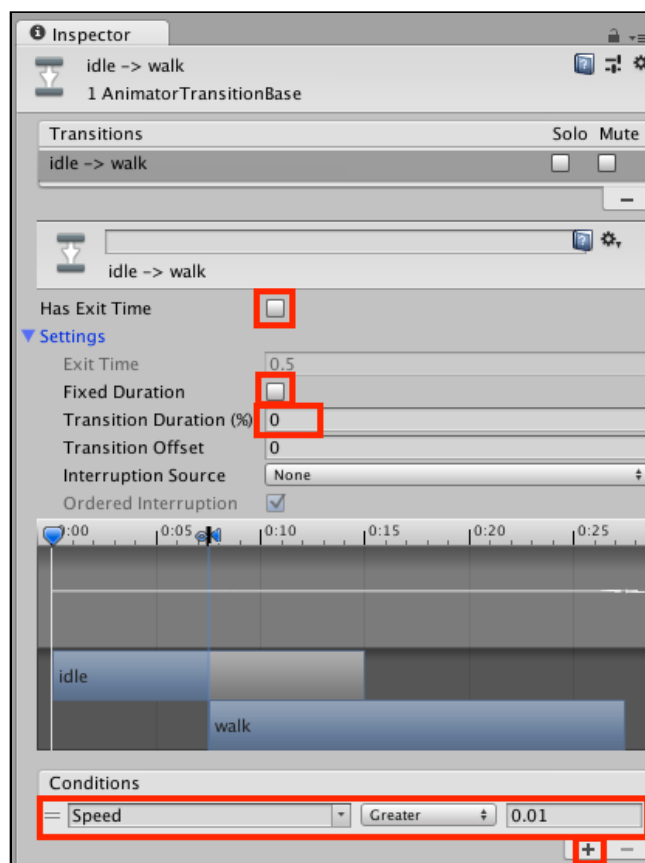 Inspector
idle -> walk
1 AnimatorTransitionBase
Transitions Solo Mute
idle -> walk
idle -> walk
Has Exit Time
Settings
Exit Time 0.5
Fixed Duration
Transition Duration (%) 0
Transition Offset 0
Interruption Source None
Ordered Interruption
0:00 0:05 0:10 0:15 0:20 0:25
idle
walk
Conditions
Speed Greater 0.01